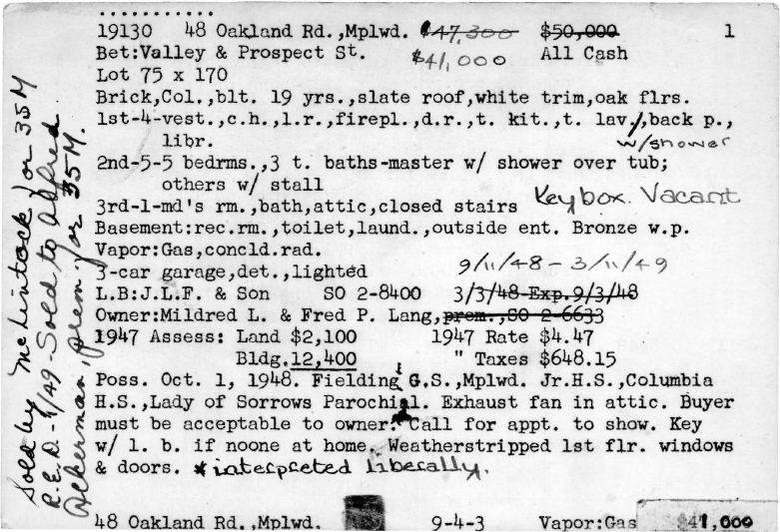 19130 48 Oakland Rd.,Mplwd. $47,300 $50,000 1
Bet:Valley & Prospect St. $41,000 All Cash
Lot 75 x 170
Brick,Col.,blt. 19 yrs.,slate roof,white trim,oak flrs.
1st-4-vest.,c.h.,l.r.,firepl.,d.r.,t. kit.,t. lav.,back p.,
libr. w/shower
2nd-5-5 bedrms.,3 t. baths-master w/ shower over tub;
others w/ stall
3rd-1-md's rm.,bath,attic,closed stairs Keybox. Vacant
Basement:rec.rm.,toilet,laund.,outside ent. Bronze w.p.
Vapor:Gas,concld.rad.
3-car garage,det.,lighted 9/11/48 - 3/11/49
L.B:J.L.F. & Son SO 2-8400 3/3/48-Exp.9/3/48
Owner:Mildred L. & Fred P. Lang,prem.,SO 2-6633
1947 Assess: Land $2,100 1947 Rate $4.47
Bldg.12,400 " Taxes $648.15
Poss. Oct. 1, 1948. Fielding G.S.,Mplwd. Jr.H.S.,Columbia
H.S.,Lady of Sorrows Parochial. Exhaust fan in attic. Buyer
must be acceptable to owner.* Call for appt. to show. Key
w/ l. b. if noone at home. Weatherstripped 1st flr. windows
& doors. *interpreted liberally.
48 Oakland Rd.,Mplwd. 9-4-3 Vapor:Gas $41,000
Sold by McLintock for 35M
R.E.D.-1/49-Sold to Alfred
Ackerman, prem. for 35M.